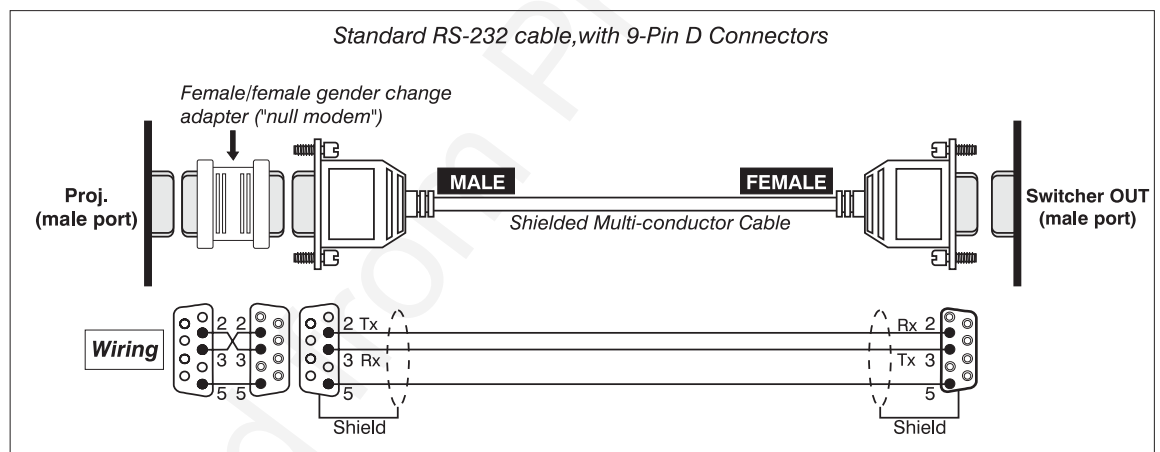 Standard RS-232 cable,with 9-Pin D Connectors
Female/female gender change
adapter ("null modem")
Proj.
(male port)
MALE
FEMALE
Switcher OUT
(male port)
Shielded Multi-conductor Cable
Wiring
2 2
3 3
5 5
2 Tx
3 Rx
5
Rx 2
Tx 3
5
Shield
Shield